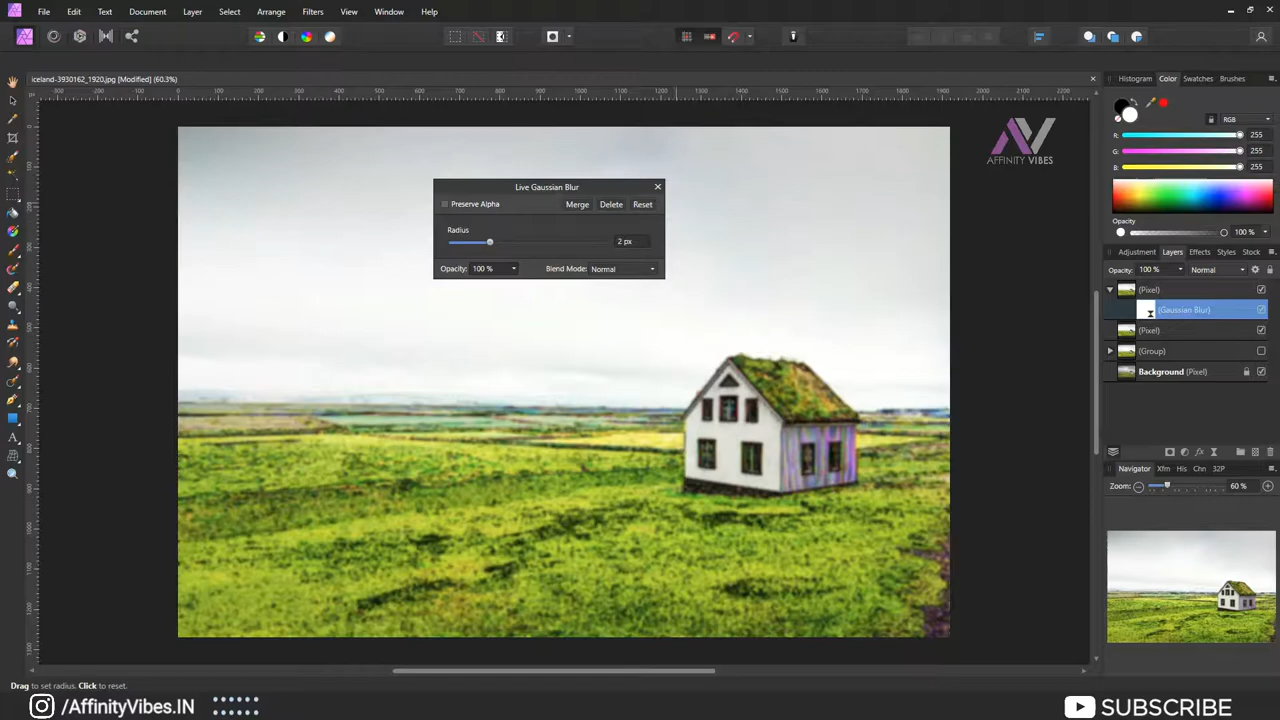 File Edit Text Document Layer Select Arrange Filters View Window Help
iceland-3930162_1920.jpg [Modified] (60.3%)
Histogram Color Swatches Brushes
RGB
R: 255
G: 255
B: 255
Opacity
100 %
AFFINITY VIBES
Live Gaussian Blur
Preserve Alpha Merge Delete Reset
Radius
2 px
Opacity: 100 % Blend Mode: Normal
Adjustment Layers Effects Styles Stock
Opacity: 100 % Normal
(Pixel)
(Gaussian Blur)
(Pixel)
(Group)
Background (Pixel)
Navigator Xfm His Chn 32P
Zoom: 60 %
Drag to set radius. Click to reset.
/AffinityVibes.IN
SUBSCRIBE